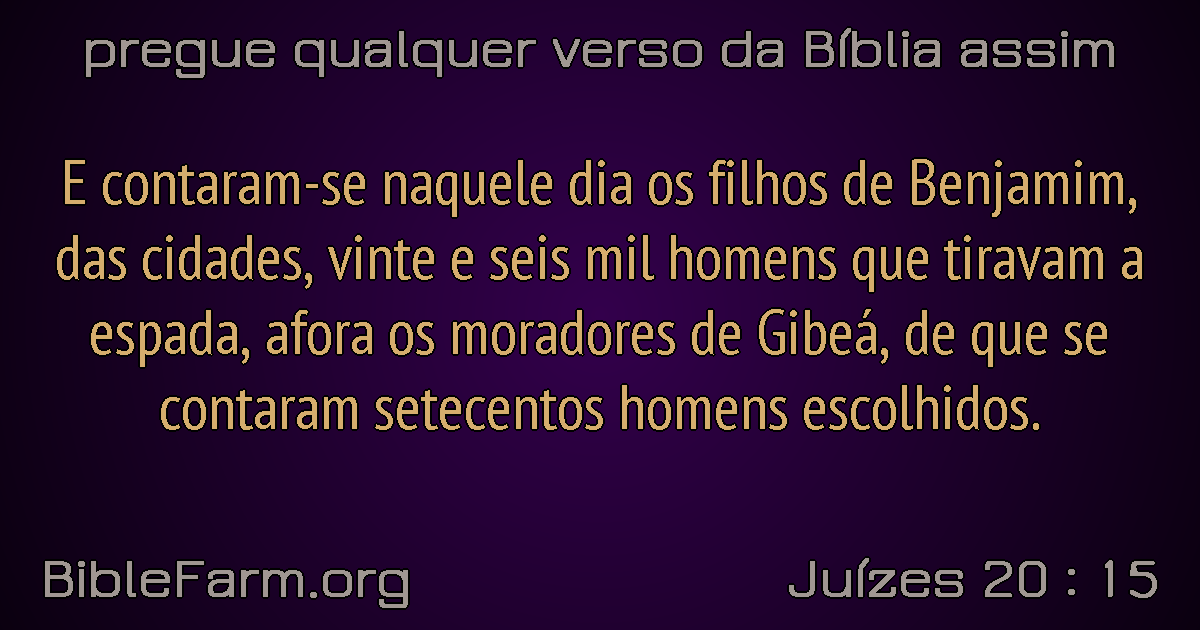 pregue qualquer verso da Bíblia assim
E contaram-se naquele dia os filhos de Benjamim,
das cidades, vinte e seis mil homens que tiravam a
espada, afora os moradores de Gibeá, de que se
contaram setecentos homens escolhidos.
BibleFarm.org
Juízes 20 : 15